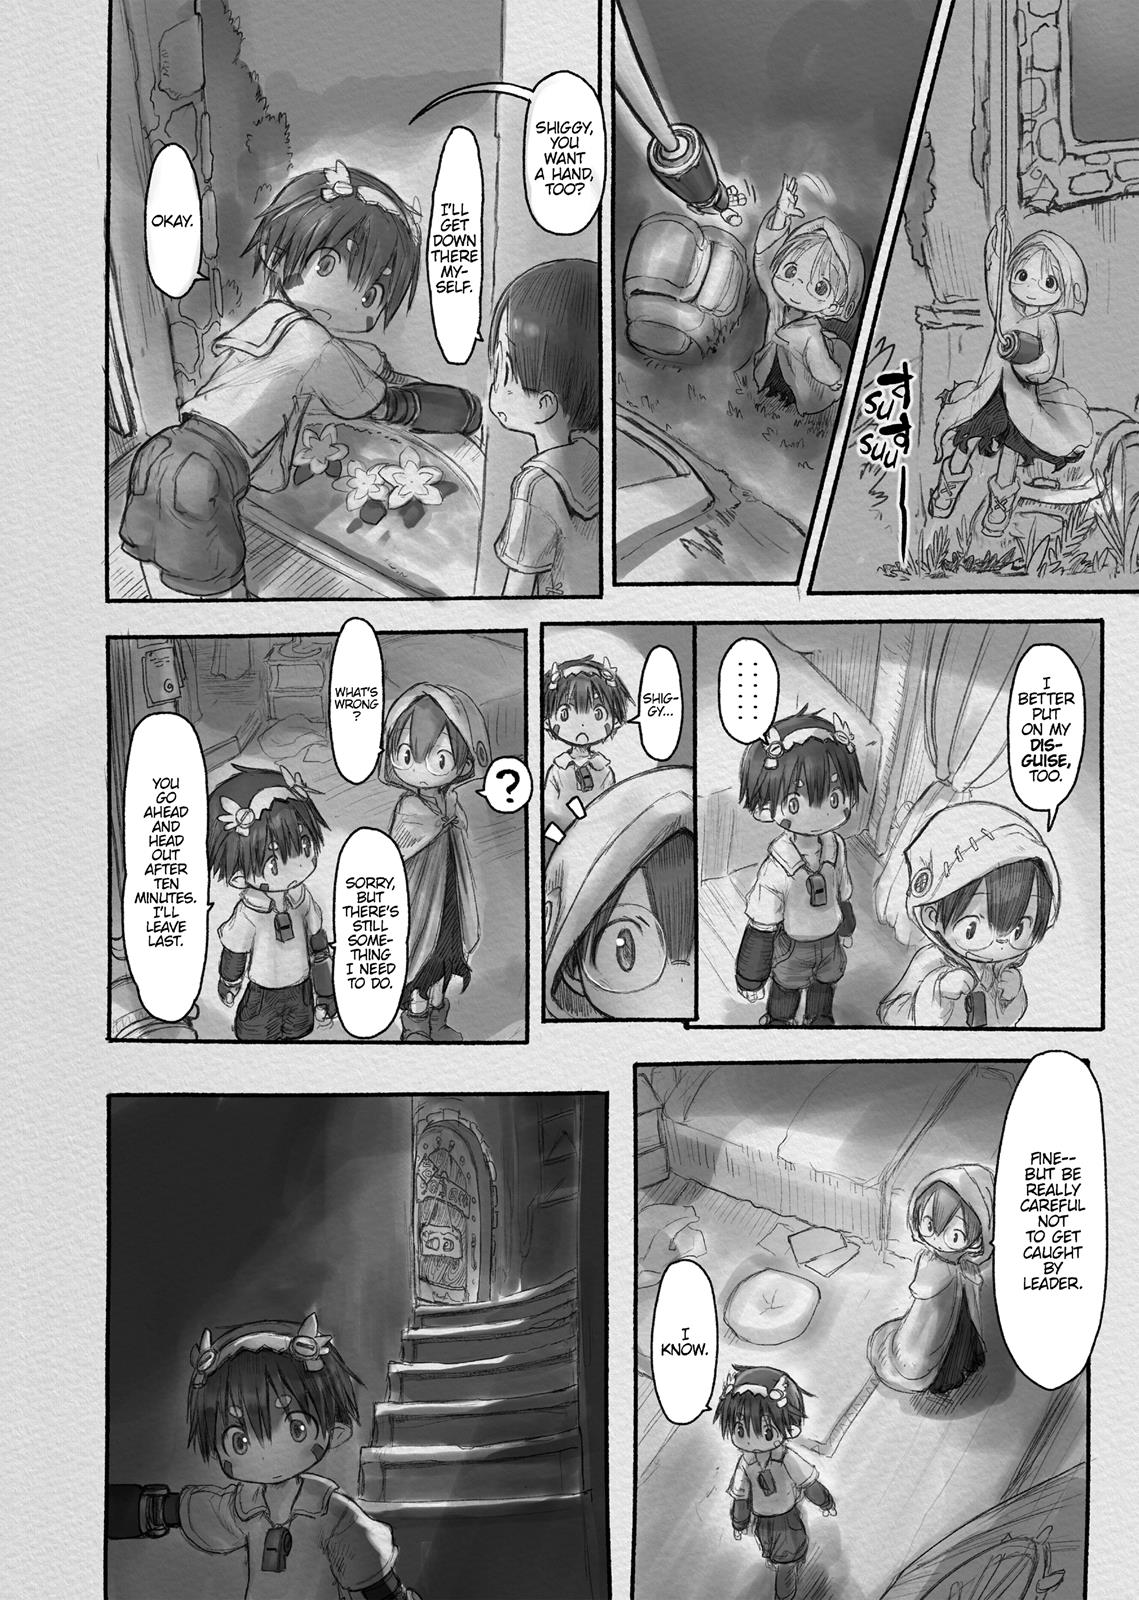 すすー
SU
SUU
SHIGGY,
YOU
WANT
A HAND,
TOO?
I'LL
GET
DOWN
THERE
MY-
SELF.
OKAY.
I
BETTER
PUT
ON MY
DIS-
GUISE,
TOO.
..........
SHIG-
GY...
WHAT'S
WRONG
?
?
SORRY,
BUT
THERE'S
STILL
SOME-
THING
I NEED
TO DO.
YOU
GO
AHEAD
AND
HEAD
OUT
AFTER
TEN
MINUTES.
I'LL
LEAVE
LAST.
FINE--
BUT BE
REALLY
CAREFUL
NOT
TO GET
CAUGHT
BY
LEADER.
I
KNOW.